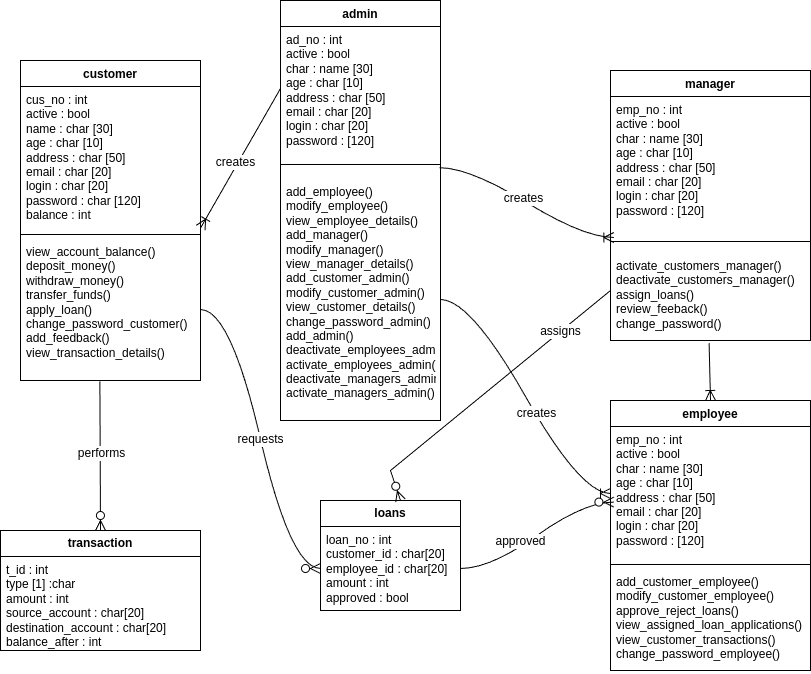 admin
ad_no : int
active : bool
char : name [30]
age : char [10]
address : char [50]
email : char [20]
login : char [20]
password : [120]
add_employee()
modify_employee()
view_employee_details()
add_manager()
modify_manager()
view_manager_details()
add_customer_admin()
modify_customer_admin()
view_customer_details()
change_password_admin()
add_admin()
deactivate_employees_adm
activate_employees_admin(
deactivate_managers_admin
activate_managers_admin()
customer
cus_no : int
active : bool
name : char [30]
age : char [10]
address : char [50]
email : char [20]
login : char [20]
password : char [120]
balance : int
view_account_balance()
deposit_money()
withdraw_money()
transfer_funds()
apply_loan()
change_password_customer()
add_feedback()
view_transaction_details()
manager
emp_no : int
active : bool
char : name [30]
age : char [10]
address : char [50]
email : char [20]
login : char [20]
password : [120]
activate_customers_manager()
deactivate_customers_manager()
assign_loans()
review_feeback()
change_password()
creates
creates
assigns
creates
requests
performs
approved
transaction
t_id : int
type [1] :char
amount : int
source_account : char[20]
destination_account : char[20]
balance_after : int
loans
loan_no : int
customer_id : char[20]
employee_id : char[20]
amount : int
approved : bool
employee
emp_no : int
active : bool
char : name [30]
age : char [10]
address : char [50]
email : char [20]
login : char [20]
password : [120]
add_customer_employee()
modify_customer_employee()
approve_reject_loans()
view_assigned_loan_applications()
view_customer_transactions()
change_password_employee()